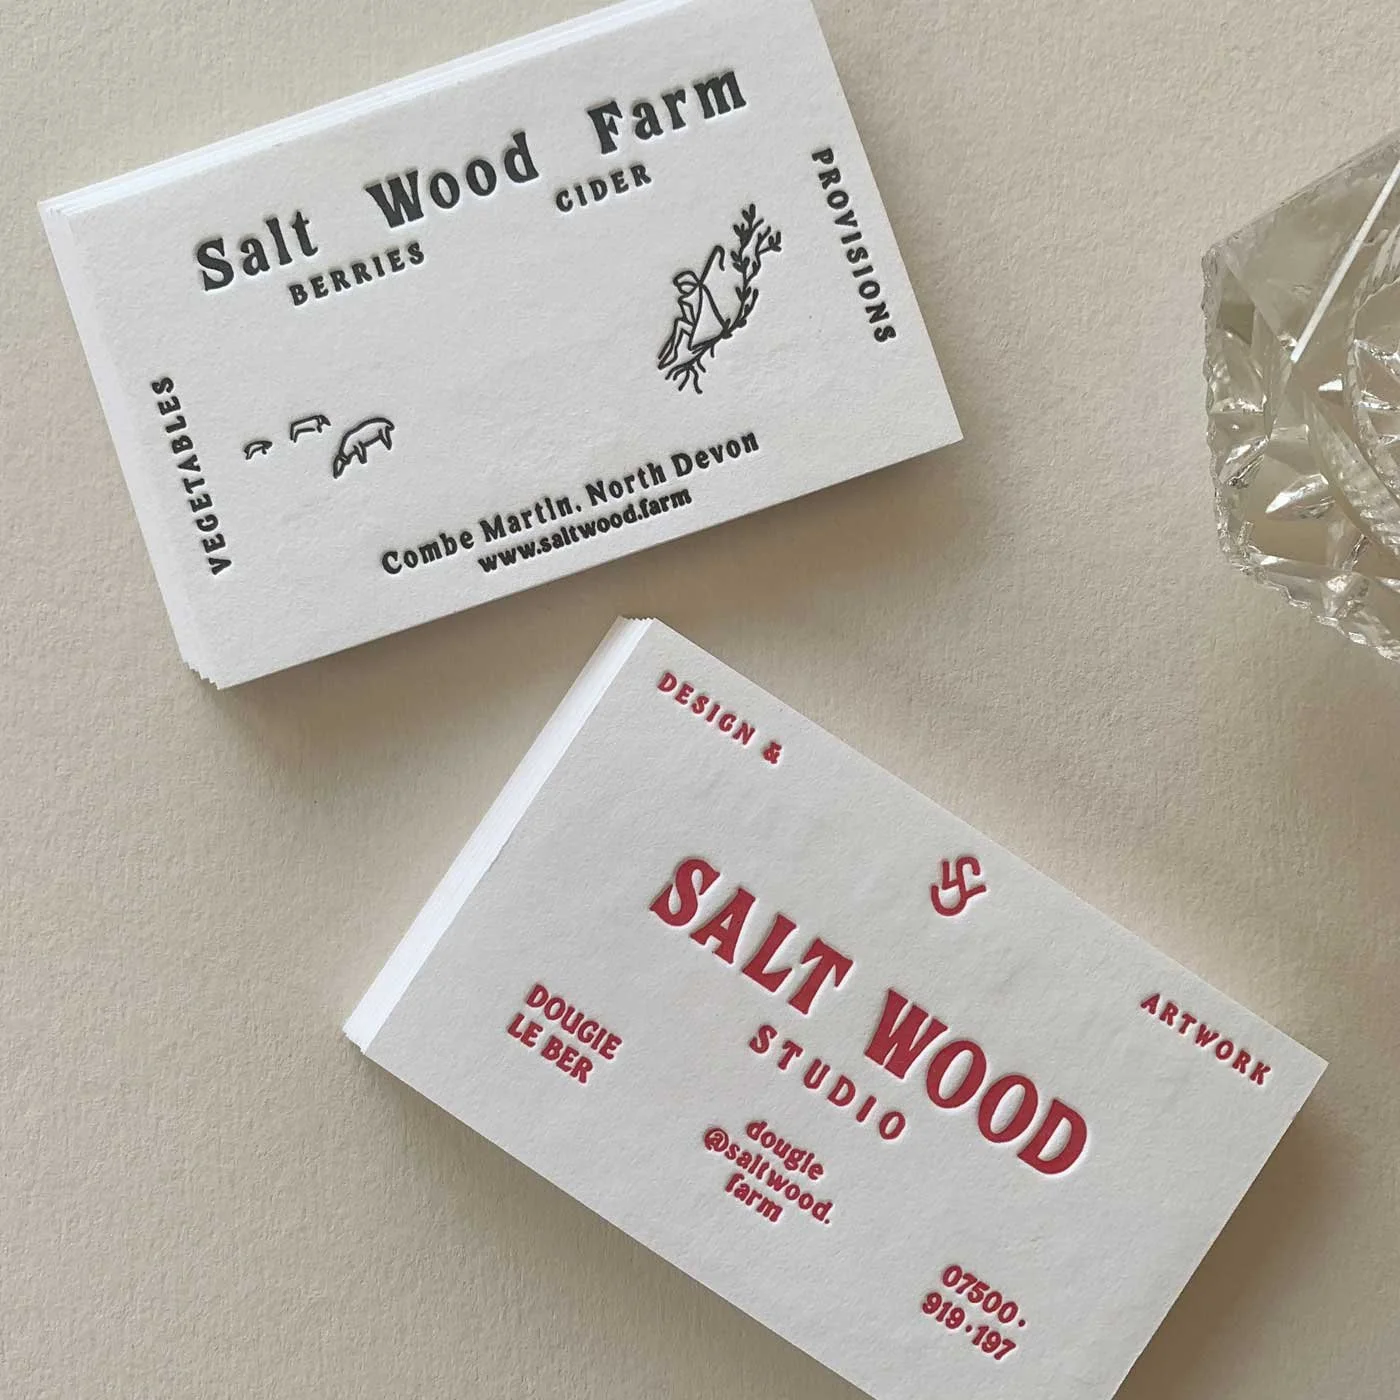 Salt Wood Farm
BERRIES
CIDER
PROVISIONS
VEGETABLES
Combe Martin. North Devon
www.saltwood.farm
DESIGN &
ARTWORK
SALT WOOD
STUDIO
DOUGIE
LE BER
dougie
@saltwood.
farm
07500·
919·197